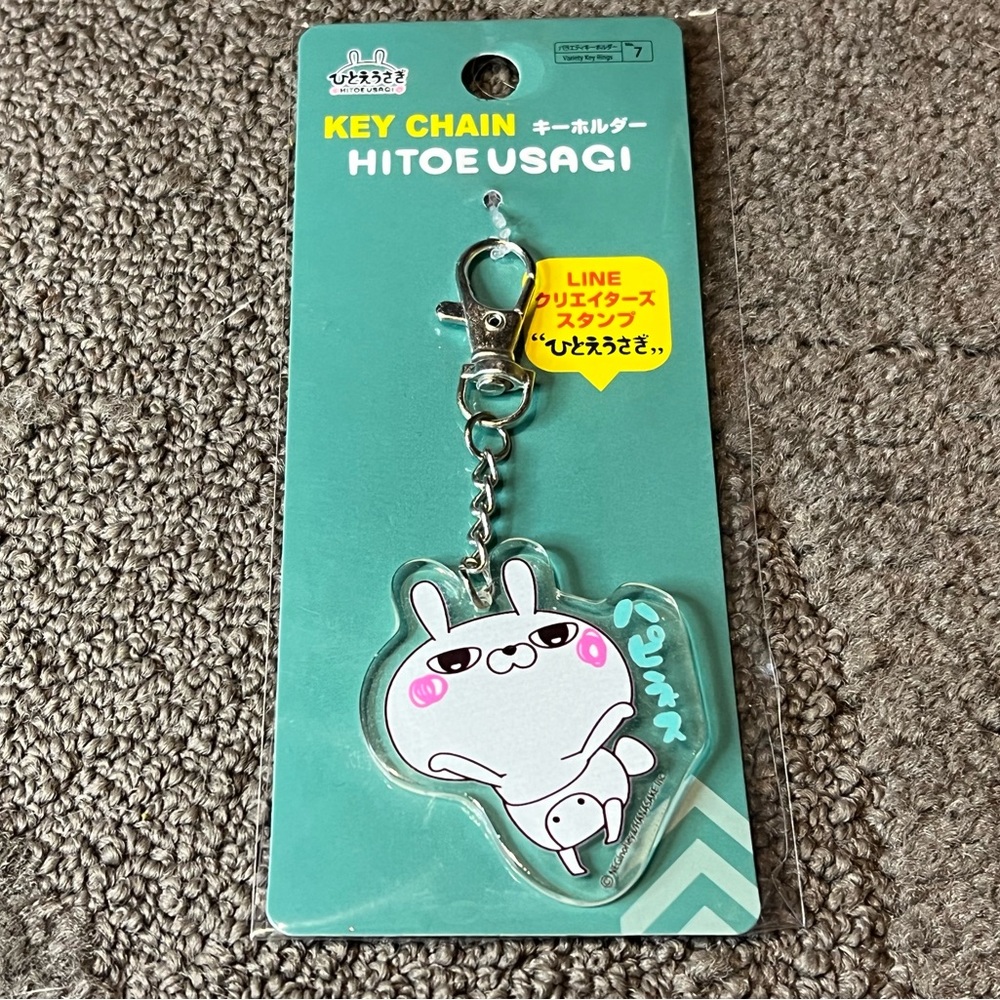 ひとえうさぎ
HITOE USAGI
バラエティキーホルダー
Variety Key Rings
No. 7
KEY CHAIN キーホルダー
HITOE USAGI
LINE
クリエイターズ
スタンプ
“ひとえうさぎ„
ハピネス